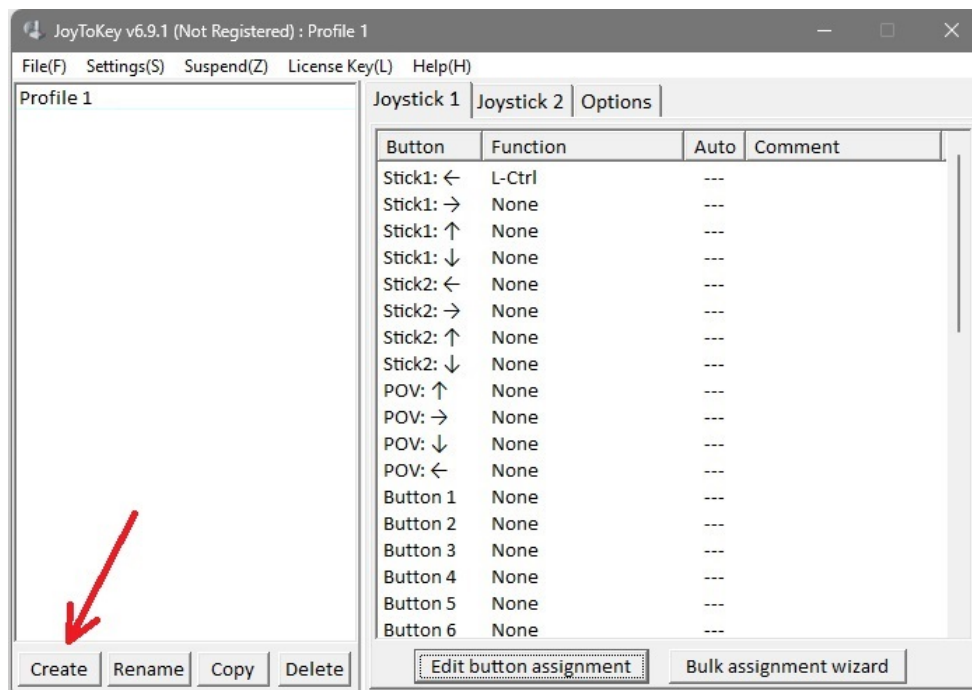 JoyToKey v6.9.1 (Not Registered) : Profile 1
File(F) Settings(S) Suspend(Z) License Key(L) Help(H)
Profile 1
Joystick 1 Joystick 2 Options
Button Function Auto Comment
Stick1: ← L-Ctrl ---
Stick1: → None ---
Stick1: ↑ None ---
Stick1: ↓ None ---
Stick2: ← None ---
Stick2: → None ---
Stick2: ↑ None ---
Stick2: ↓ None ---
POV: ↑ None ---
POV: → None ---
POV: ↓ None ---
POV: ← None ---
Button 1 None ---
Button 2 None ---
Button 3 None ---
Button 4 None ---
Button 5 None ---
Button 6 None ---
Create Rename Copy Delete Edit button assignment Bulk assignment wizard